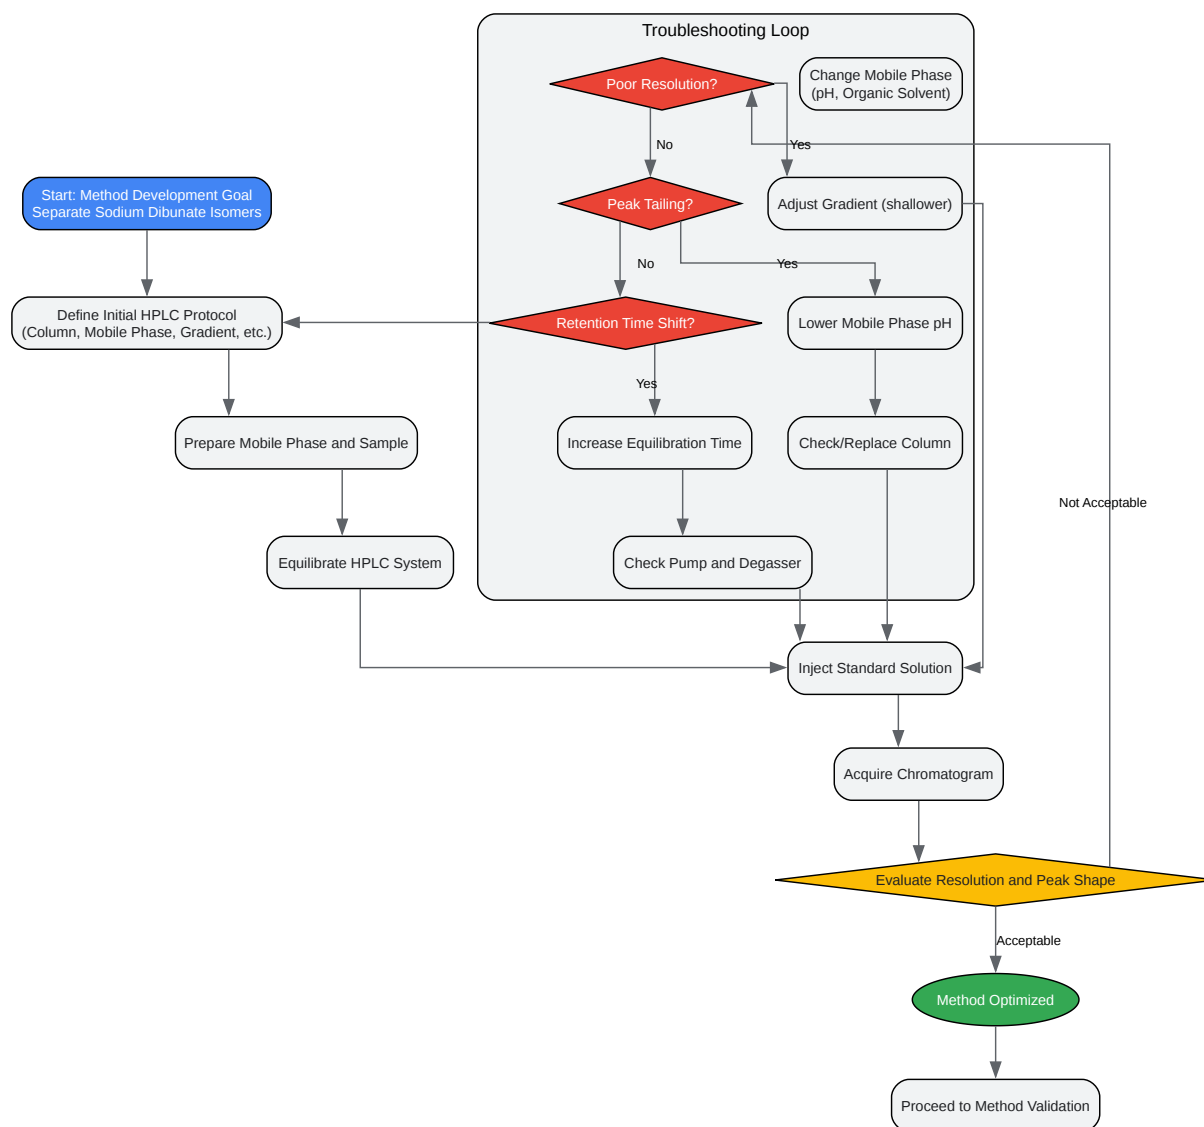 Troubleshooting Loop
Poor Resolution?
Change Mobile Phase
(pH, Organic Solvent)
No
Yes
Start: Method Development Goal
Separate Sodium Dibunate Isomers
Peak Tailing?
Adjust Gradient (shallower)
No
Yes
Define Initial HPLC Protocol
(Column, Mobile Phase, Gradient, etc.)
Retention Time Shift?
Lower Mobile Phase pH
Yes
Prepare Mobile Phase and Sample
Increase Equilibration Time
Check/Replace Column
Not Acceptable
Equilibrate HPLC System
Check Pump and Degasser
Inject Standard Solution
Acquire Chromatogram
Evaluate Resolution and Peak Shape
Acceptable
Method Optimized
Proceed to Method Validation